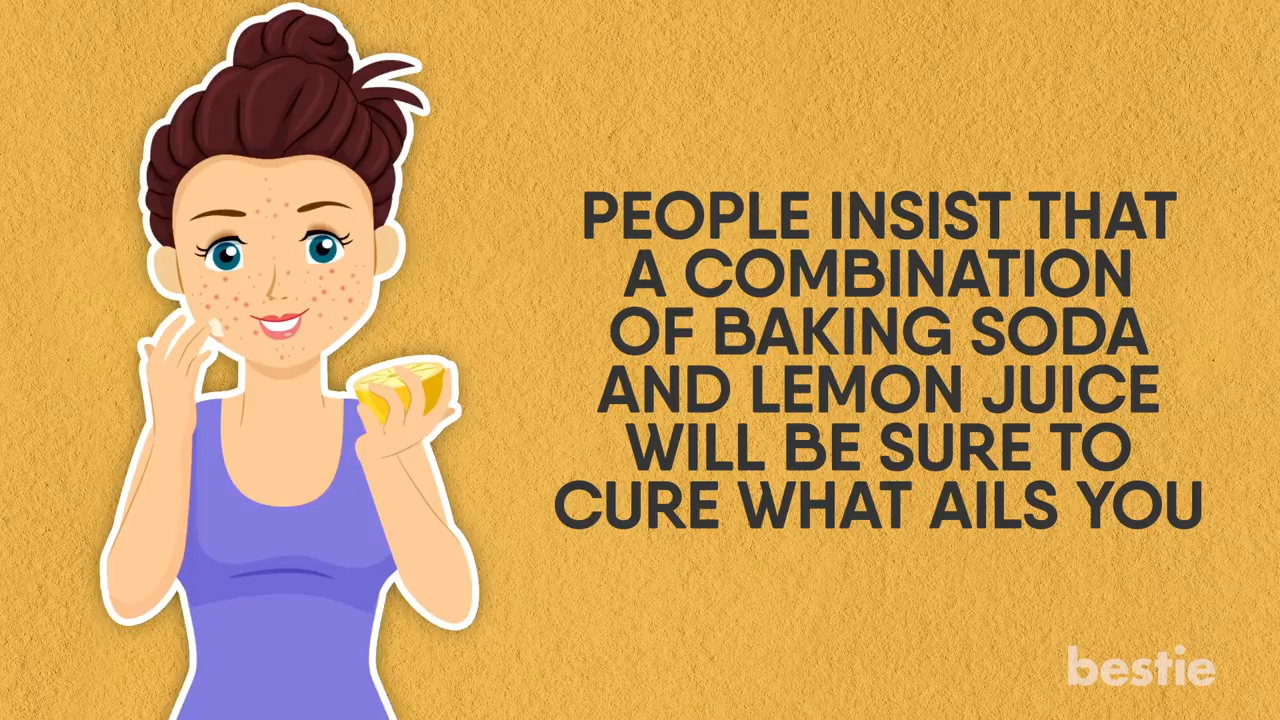 PEOPLE INSIST THAT
A COMBINATION
OF BAKING SODA
AND LEMON JUICE
WILL BE SURE TO
CURE WHAT AILS YOU
bestie